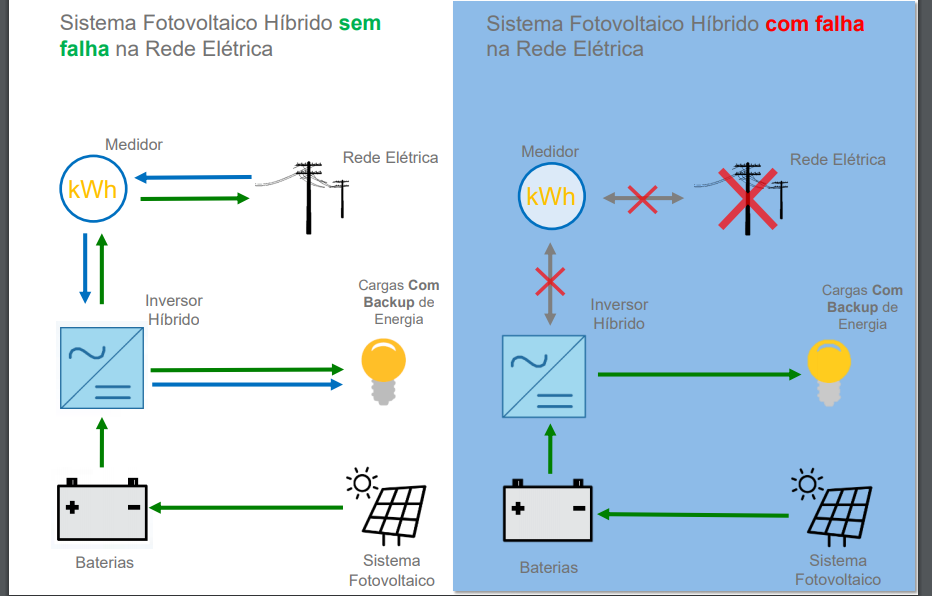 Sistema Fotovoltaico Híbrido sem
falha na Rede Elétrica
Medidor
kWh
Rede Elétrica
Inversor
Híbrido
Cargas Com
Backup de
Energia
Baterias
Sistema
Fotovoltaico
Sistema Fotovoltaico Híbrido com falha
na Rede Elétrica
Medidor
kWh
Rede Elétrica
Inversor
Híbrido
Cargas Com
Backup de
Energia
Baterias
Sistema
Fotovoltaico